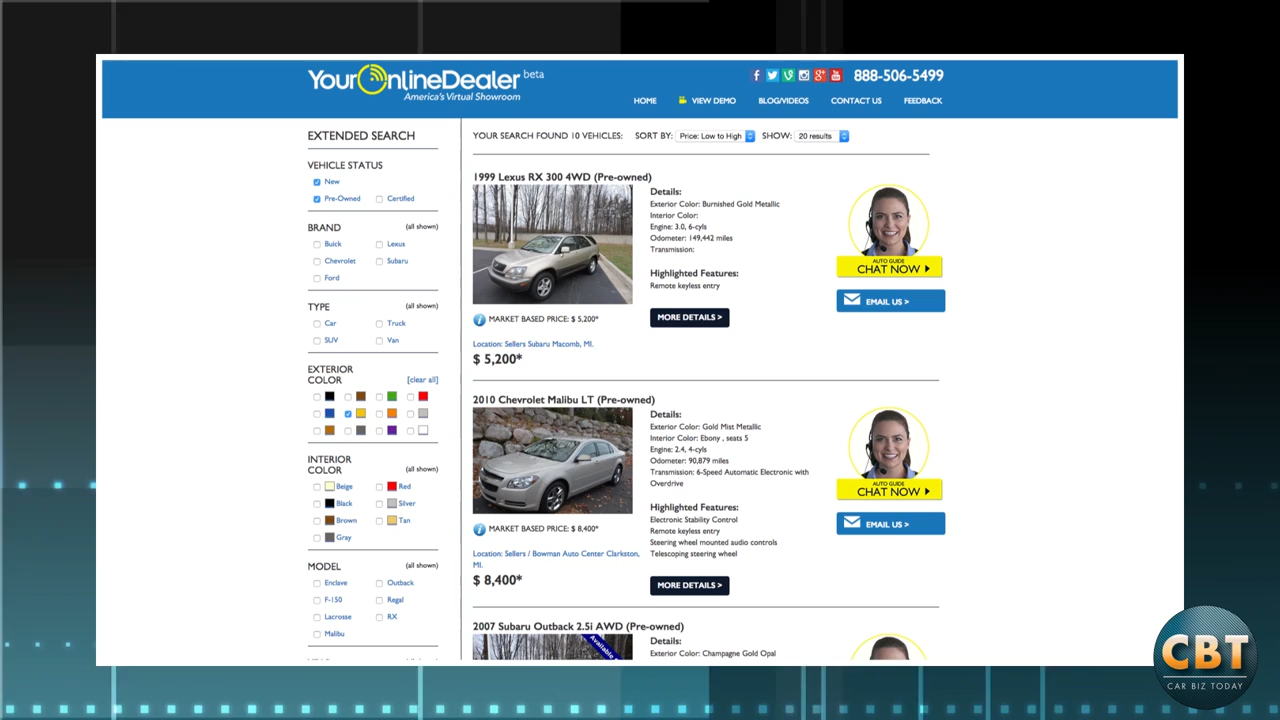 YourOnlineDealer beta
America's Virtual Showroom
888-506-5499
HOME VIEW DEMO BLOG/VIDEOS CONTACT US FEEDBACK
EXTENDED SEARCH
VEHICLE STATUS
New
Pre-Owned Certified
BRAND (all shown)
Buick Lexus
Chevrolet Subaru
Ford
TYPE (all shown)
Car Truck
SUV Van
EXTERIOR
COLOR [clear all]
INTERIOR
COLOR (all shown)
Beige Red
Black Silver
Brown Tan
Gray
MODEL (all shown)
Enclave Outback
F-150 Regal
Lacrosse RX
Malibu
YOUR SEARCH FOUND 10 VEHICLES: SORT BY: Price: Low to High SHOW: 20 results
1999 Lexus RX 300 4WD (Pre-owned)
Details:
Exterior Color: Burnished Gold Metallic
Interior Color:
Engine: 3.0, 6-cyls
Odometer: 149,442 miles
Transmission:
Highlighted Features:
Remote keyless entry
MORE DETAILS >
MARKET BASED PRICE: $ 5,200*
Location: Sellers Subaru Macomb, MI.
$ 5,200*
AUTO GUIDE
CHAT NOW
EMAIL US >
2010 Chevrolet Malibu LT (Pre-owned)
Details:
Exterior Color: Gold Mist Metallic
Interior Color: Ebony , seats 5
Engine: 2.4, 4-cyls
Odometer: 90,879 miles
Transmission: 6-Speed Automatic Electronic with
Overdrive
Highlighted Features:
Electronic Stability Control
Remote keyless entry
Steering wheel mounted audio controls
Telescoping steering wheel
MORE DETAILS >
MARKET BASED PRICE: $ 8,400*
Location: Sellers / Bowman Auto Center Clarkston,
MI.
$ 8,400*
AUTO GUIDE
CHAT NOW
EMAIL US >
2007 Subaru Outback 2.5i AWD (Pre-owned)
Available
Details:
Exterior Color: Champagne Gold Opal
CBT
CAR BIZ TODAY